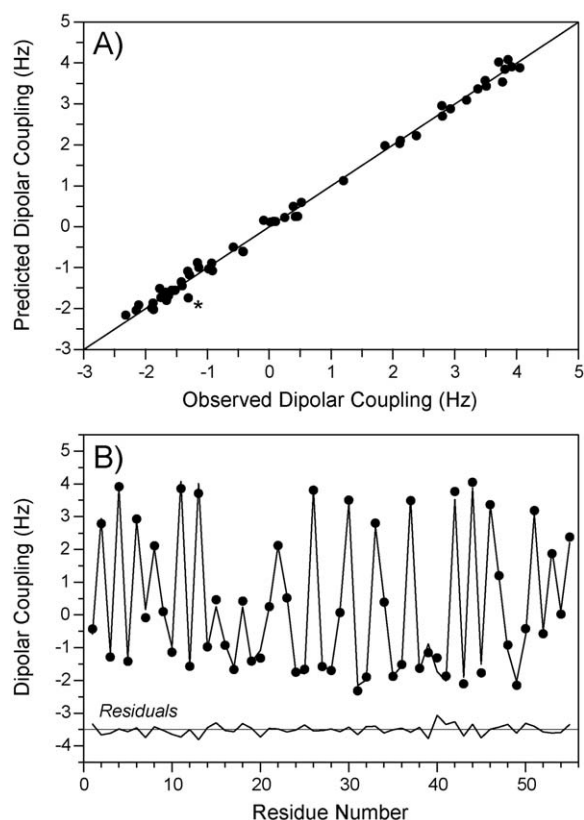 A)
Predicted Dipolar Coupling (Hz)
5
4
3
2
1
0
-1
-2
-3
*
-3 -2 -1 0 1 2 3 4 5
Observed Dipolar Coupling (Hz)
B)
Dipolar Coupling (Hz)
5
4
3
2
1
0
-1
-2
-3
-4
Residuals
0 10 20 30 40 50
Residue Number